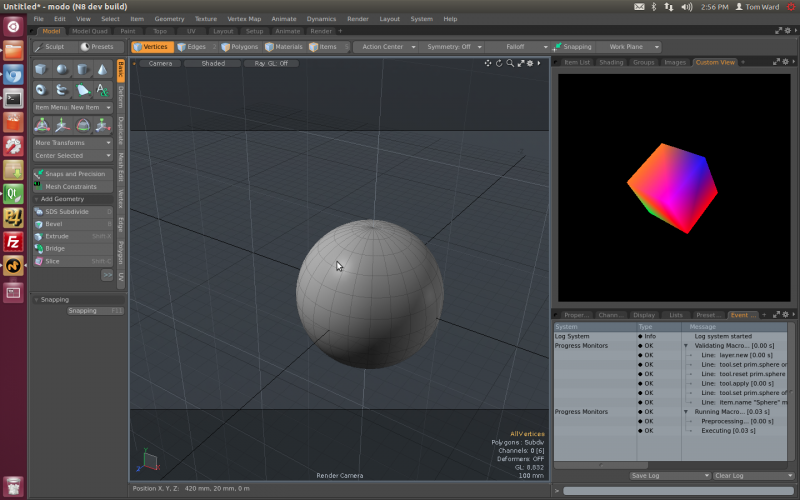 Untitled* - modo (N8 dev build)
2:56 PM
Tom Ward
File Edit View Select Item Geometry Texture Vertex Map Animate Dynamics Render Layout System Help
Model Model Quad Paint Topo UV Layout Setup Animate Render +
Sculpt Presets Vertices Edges Polygons Materials Items Action Center Symmetry: Off Falloff Snapping Work Plane
Camera Shaded Ray GL: Off
Item List Shading Groups Images Custom View +
Basic
Deform
Duplicate
Mesh Edit
Vertex
Edge
Polygon
UV
Item Menu: New Item
More Transforms
Center Selected
Snaps and Precision
Mesh Constraints
Add Geometry
SDS Subdivide D
Bevel
Extrude Shift-X
Bridge
Slice Shift-C
>>
Snapping
Snapping F11
All Vertices
Polygons : Subdv
Channels: 0 [6]
Deformers: OFF
GL: 8,832
100 mm
Render Camera
Position X, Y, Z: 420 mm, 20 mm, 0 m
Proper... Chann... Display Lists Preset ... Event ... +
System Type Message
Log System Info Log system started
Progress Monitors OK Validating Macro... [0.00 s]
OK Line: layer.new [0.00 s]
OK Line: tool.set prim.sphere on
OK Line: tool.reset prim.sphere
OK Line: tool.apply [0.00 s]
OK Line: tool.set prim.sphere of
OK Line: item.name "Sphere" m
Progress Monitors OK Running Macro... [0.03 s]
OK Preprocessing... [0.00 s]
OK Executing [0.03 s]
Save Log Clear Log
>